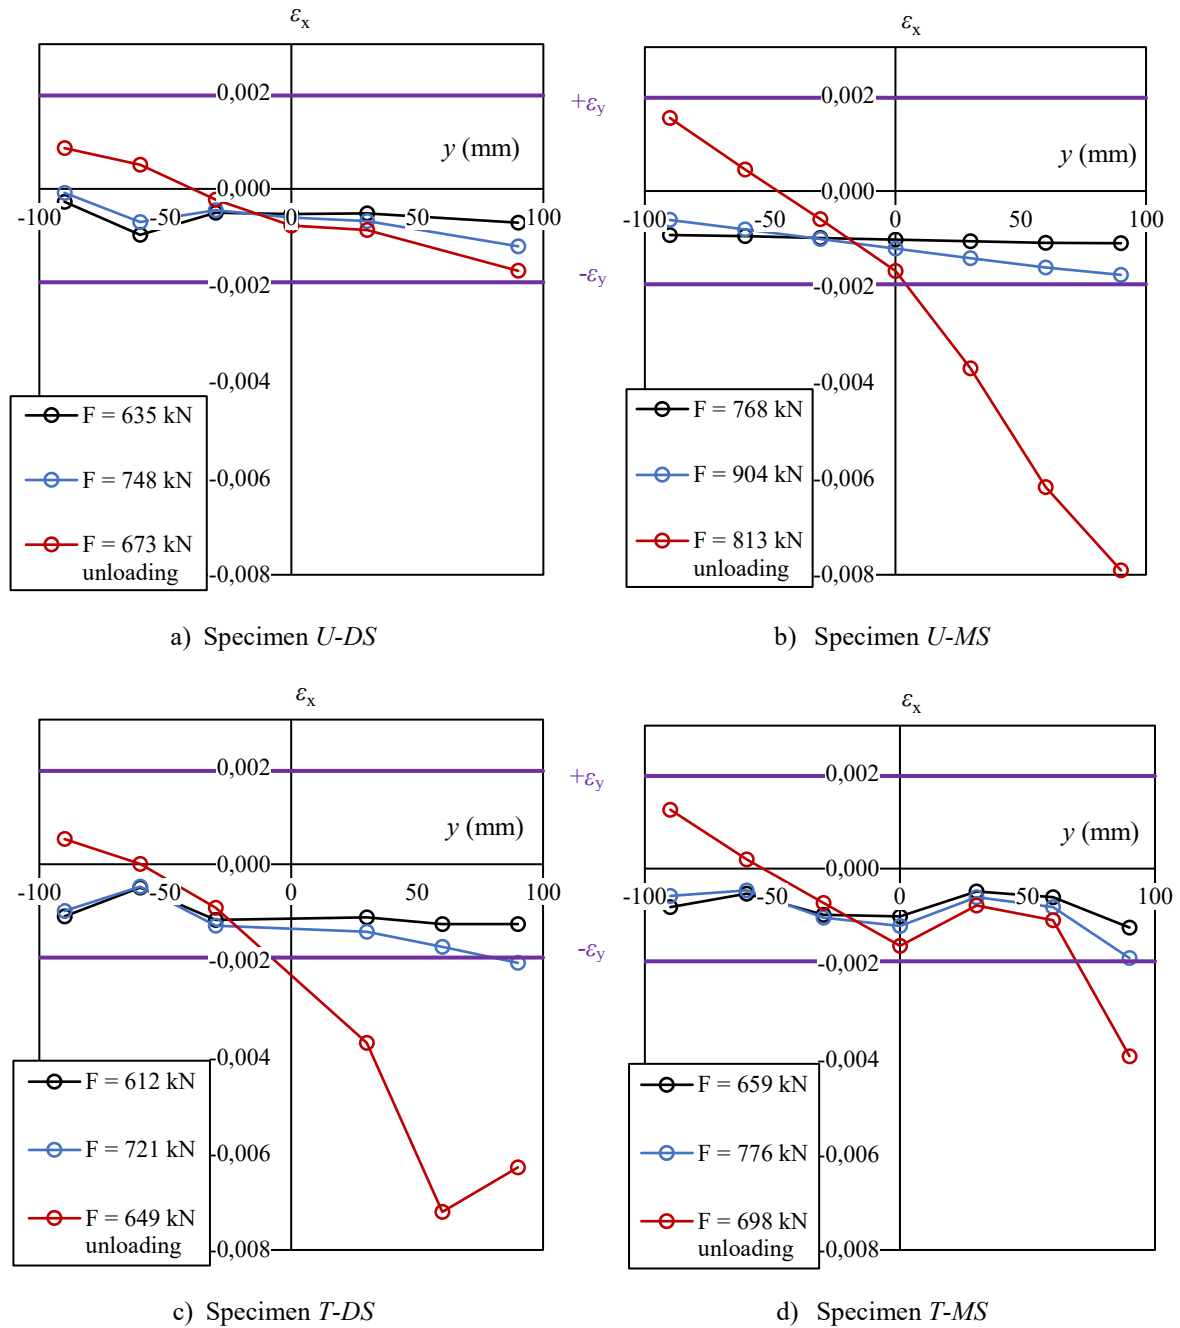 εx
0,002
+εy
y (mm)
0,000
-100
-50
0
50
100
-εy
-0,002
-0,004
F = 635 kN
F = 748 kN
-0,006
F = 673 kN
unloading
-0,008
a) Specimen U-DS
εx
0,002
y (mm)
0,000
-100
-50
0
50
100
-0,002
-0,004
F = 768 kN
F = 904 kN
-0,006
F = 813 kN
unloading
-0,008
b) Specimen U-MS
εx
0,002
+εy
y (mm)
0,000
-100
-50
0
50
100
-εy
-0,002
-0,004
F = 612 kN
F = 721 kN
-0,006
F = 649 kN
unloading
-0,008
c) Specimen T-DS
εx
0,002
y (mm)
0,000
-100
-50
0
50
100
-0,002
-0,004
F = 659 kN
F = 776 kN
-0,006
F = 698 kN
unloading
-0,008
d) Specimen T-MS